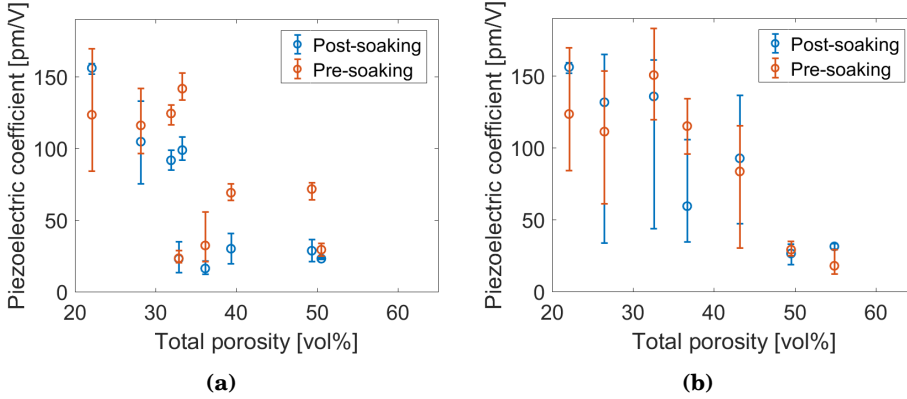 (a)
Piezoelectric coefficient [pm/V]
150
100
50
0
20
30
40
50
60
Total porosity [vol%]
Post-soaking
Pre-soaking
(b)
Piezoelectric coefficient [pm/V]
150
100
50
0
20
30
40
50
60
Total porosity [vol%]
Post-soaking
Pre-soaking
(a)
(b)